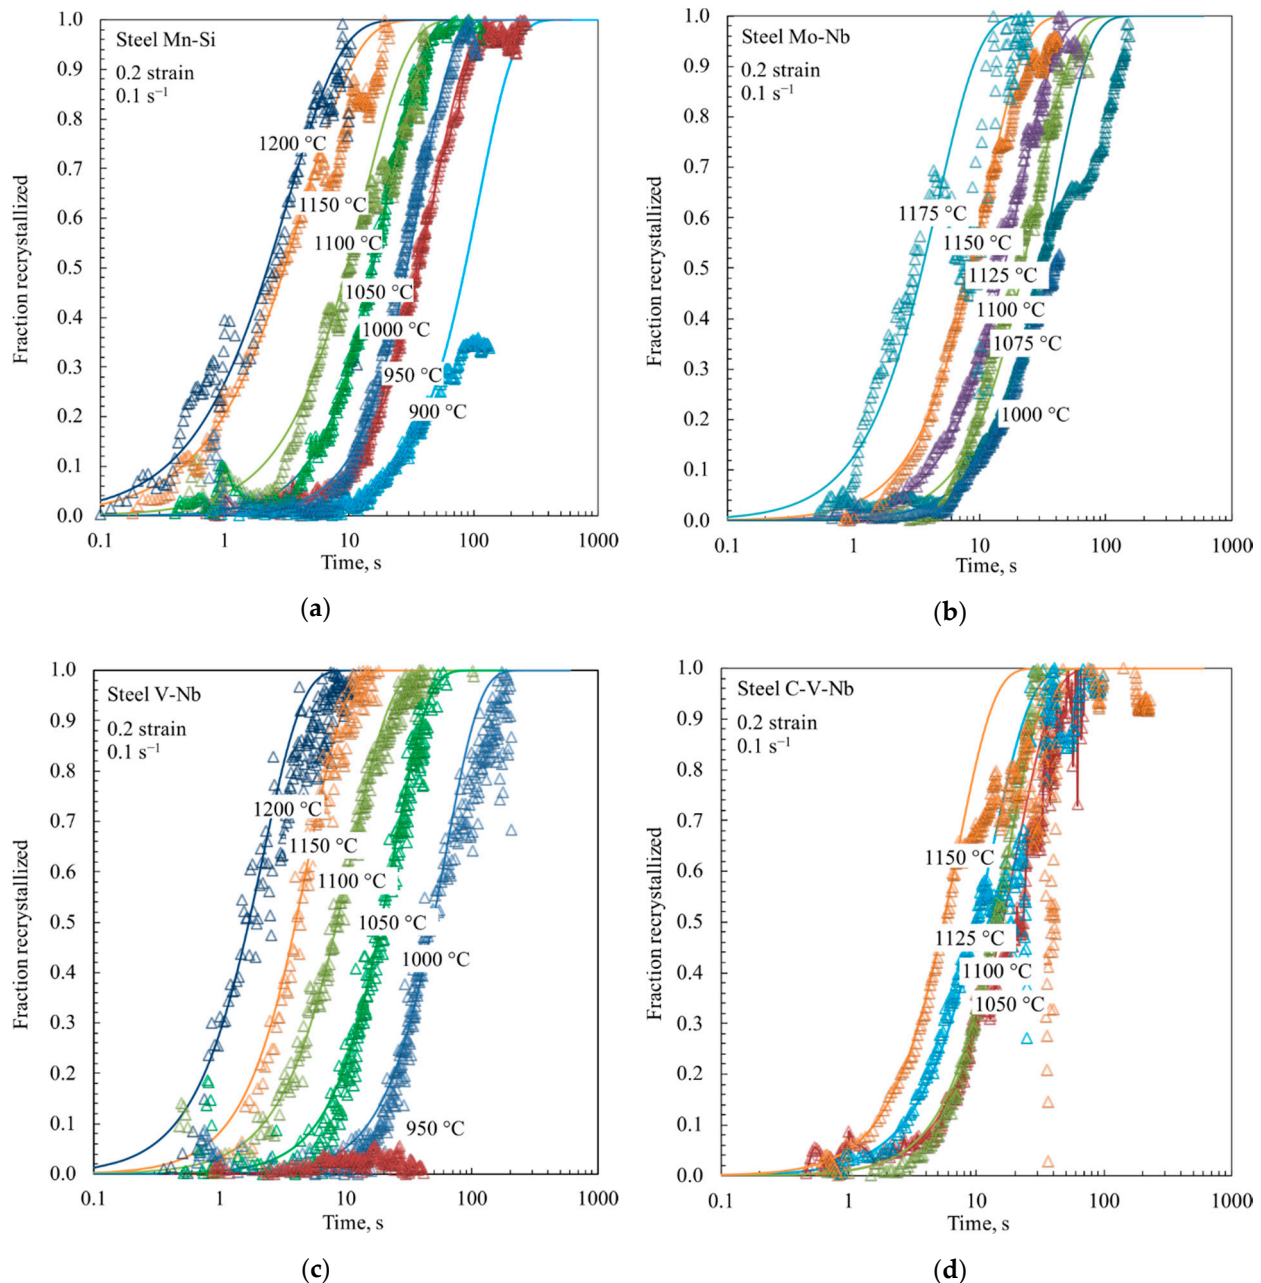 Steel Mn-Si
0.2 strain
0.1 s⁻¹
1200 °C
1150 °C
1100 °C
1050 °C
1000 °C
950 °C
900 °C
Fraction recrystallized
1.0
0.9
0.8
0.7
0.6
0.5
0.4
0.3
0.2
0.1
0.0
0.1 1 10 100 1000
Time, s
(a)
Steel Mo-Nb
0.2 strain
0.1 s⁻¹
1175 °C
1150 °C
1125 °C
1100 °C
1075 °C
1000 °C
Fraction recrystallized
1.0
0.9
0.8
0.7
0.6
0.5
0.4
0.3
0.2
0.1
0.0
0.1 1 10 100 1000
Time, s
(b)
Steel V-Nb
0.2 strain
0.1 s⁻¹
1200 °C
1150 °C
1100 °C
1050 °C
1000 °C
950 °C
Fraction recrystallized
1.0
0.9
0.8
0.7
0.6
0.5
0.4
0.3
0.2
0.1
0.0
0.1 1 10 100 1000
Time, s
(c)
Steel C-V-Nb
0.2 strain
0.1 s⁻¹
1150 °C
1125 °C
1100 °C
1050 °C
Fraction recrystallized
1.0
0.9
0.8
0.7
0.6
0.5
0.4
0.3
0.2
0.1
0.0
0.1 1 10 100 1000
Time, s
(d)